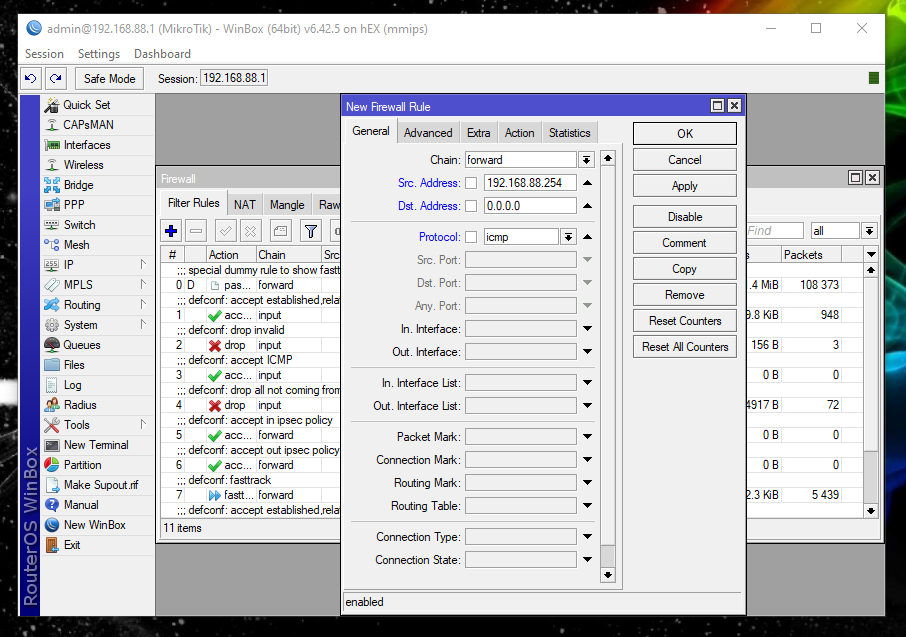 admin@192.168.88.1 (MikroTik) - WinBox (64bit) v6.42.5 on hEX (mmips)
Session Settings Dashboard
Safe Mode Session: 192.168.88.1
RouterOS WinBox
Quick Set
CAPsMAN
Interfaces
Wireless
Bridge
PPP
Switch
Mesh
IP
MPLS
Routing
System
Queues
Files
Log
Radius
Tools
New Terminal
Partition
Make Supout.rif
Manual
New WinBox
Exit
Firewall
Filter Rules NAT Mangle Raw
Find all
# Action Chain Src Packets
;;; special dummy rule to show fastt
0 D pas... forward .4 MiB 108 373
;;; defconf: accept established,rela
1 acc... input 9.8 KiB 948
;;; defconf: drop invalid
2 drop input 156 B 3
;;; defconf: accept ICMP
3 acc... input 0 B 0
;;; defconf: drop all not coming from
4 drop input 4917 B 72
;;; defconf: accept in ipsec policy
5 acc... forward 0 B 0
;;; defconf: accept out ipsec policy
6 acc... forward 0 B 0
;;; defconf: fasttrack
7 fastt... forward 2.3 KiB 5 439
;;; defconf: accept established,rela
11 items
New Firewall Rule
General Advanced Extra Action Statistics
Chain: forward
Src. Address: 192.168.88.254
Dst. Address: 0.0.0.0
Protocol: icmp
Src. Port:
Dst. Port:
Any. Port:
In. Interface:
Out. Interface:
In. Interface List:
Out. Interface List:
Packet Mark:
Connection Mark:
Routing Mark:
Routing Table:
Connection Type:
Connection State:
OK
Cancel
Apply
Disable
Comment
Copy
Remove
Reset Counters
Reset All Counters
enabled